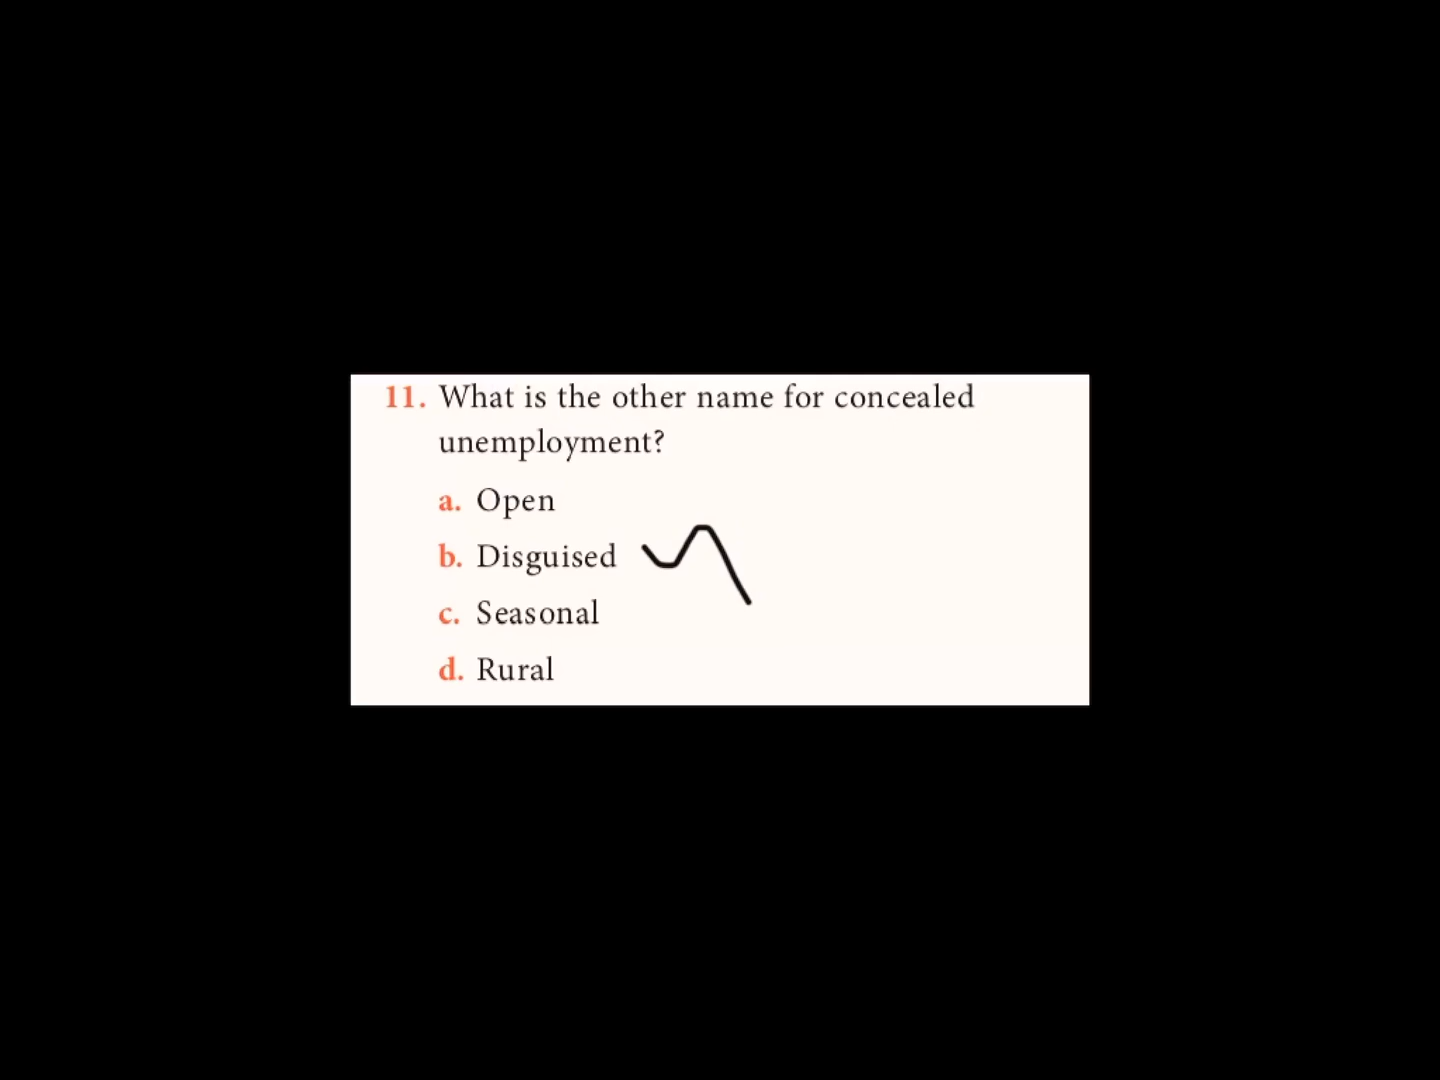 11. What is the other name for concealed
unemployment?
a. Open
b. Disguised
c. Seasonal
d. Rural